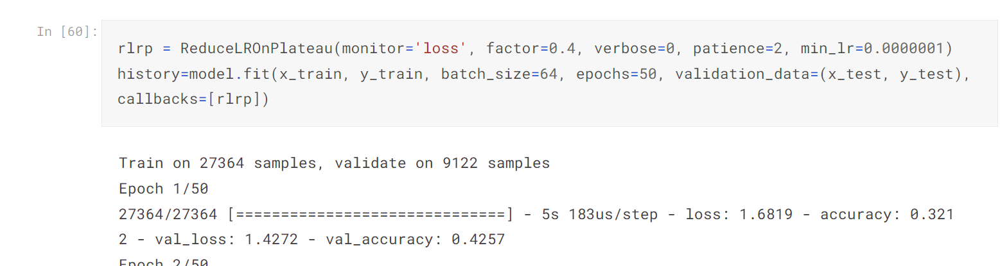 In [60]:
rlrp = ReduceLROnPlateau(monitor='loss', factor=0.4, verbose=0, patience=2, min_lr=0.0000001)
history=model.fit(x_train, y_train, batch_size=64, epochs=50, validation_data=(x_test, y_test),
callbacks=[rlrp])
Train on 27364 samples, validate on 9122 samples
Epoch 1/50
27364/27364 [==============================] - 5s 183us/step - loss: 1.6819 - accuracy: 0.321
2 - val_loss: 1.4272 - val_accuracy: 0.4257
Epoch 2/50